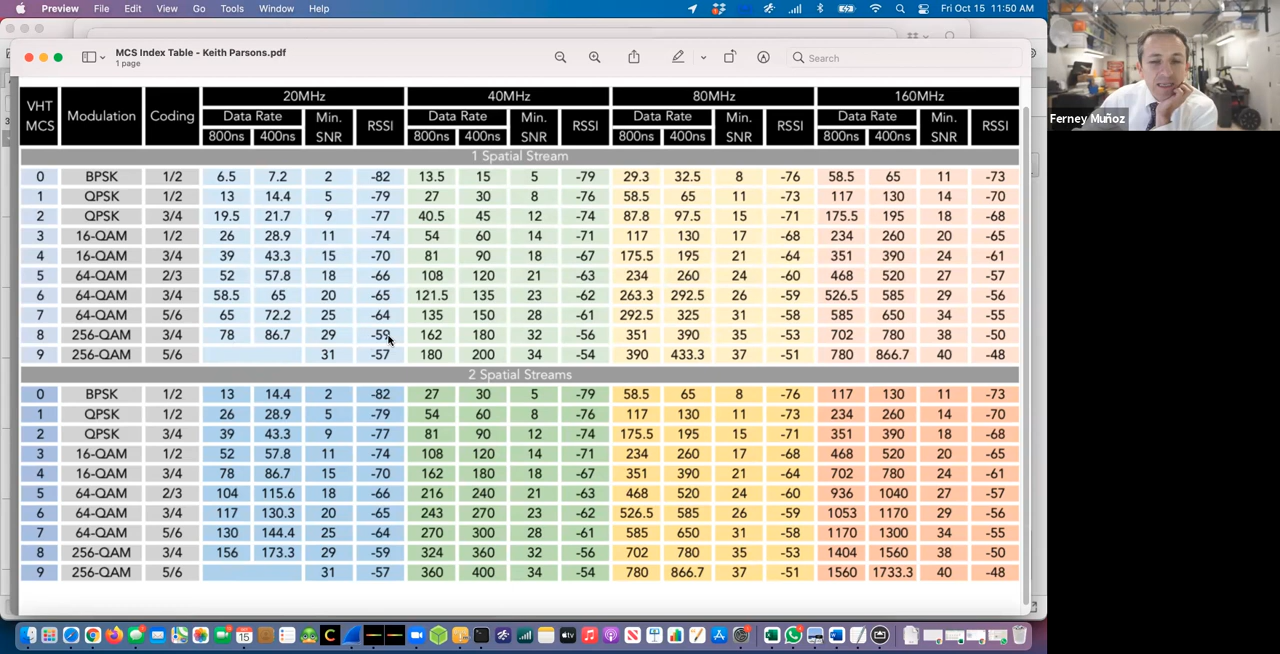 Preview File Edit View Go Tools Window Help Fri Oct 15 11:50 AM
MCS Index Table - Keith Parsons.pdf
1 page
Search
Ferney Muñoz
VHT MCS Modulation Coding 20MHz 40MHz 80MHz 160MHz
Data Rate Min. SNR RSSI Data Rate Min. SNR RSSI Data Rate Min. SNR RSSI Data Rate Min. SNR RSSI
800ns 400ns 800ns 400ns 800ns 400ns 800ns 400ns
1 Spatial Stream
0 BPSK 1/2 6.5 7.2 2 -82 13.5 15 5 -79 29.3 32.5 8 -76 58.5 65 11 -73
1 QPSK 1/2 13 14.4 5 -79 27 30 8 -76 58.5 65 11 -73 117 130 14 -70
2 QPSK 3/4 19.5 21.7 9 -77 40.5 45 12 -74 87.8 97.5 15 -71 175.5 195 18 -68
3 16-QAM 1/2 26 28.9 11 -74 54 60 14 -71 117 130 17 -68 234 260 20 -65
4 16-QAM 3/4 39 43.3 15 -70 81 90 18 -67 175.5 195 21 -64 351 390 24 -61
5 64-QAM 2/3 52 57.8 18 -66 108 120 21 -63 234 260 24 -60 468 520 27 -57
6 64-QAM 3/4 58.5 65 20 -65 121.5 135 23 -62 263.3 292.5 26 -59 526.5 585 29 -56
7 64-QAM 5/6 65 72.2 25 -64 135 150 28 -61 292.5 325 31 -58 585 650 34 -55
8 256-QAM 3/4 78 86.7 29 -59 162 180 32 -56 351 390 35 -53 702 780 38 -50
9 256-QAM 5/6 31 -57 180 200 34 -54 390 433.3 37 -51 780 866.7 40 -48
2 Spatial Streams
0 BPSK 1/2 13 14.4 2 -82 27 30 5 -79 58.5 65 8 -76 117 130 11 -73
1 QPSK 1/2 26 28.9 5 -79 54 60 8 -76 117 130 11 -73 234 260 14 -70
2 QPSK 3/4 39 43.3 9 -77 81 90 12 -74 175.5 195 15 -71 351 390 18 -68
3 16-QAM 1/2 52 57.8 11 -74 108 120 14 -71 234 260 17 -68 468 520 20 -65
4 16-QAM 3/4 78 86.7 15 -70 162 180 18 -67 351 390 21 -64 702 780 24 -61
5 64-QAM 2/3 104 115.6 18 -66 216 240 21 -63 468 520 24 -60 936 1040 27 -57
6 64-QAM 3/4 117 130.3 20 -65 243 270 23 -62 526.5 585 26 -59 1053 1170 29 -56
7 64-QAM 5/6 130 144.4 25 -64 270 300 28 -61 585 650 31 -58 1170 1300 34 -55
8 256-QAM 3/4 156 173.3 29 -59 324 360 32 -56 702 780 35 -53 1404 1560 38 -50
9 256-QAM 5/6 31 -57 360 400 34 -54 780 866.7 37 -51 1560 1733.3 40 -48
15